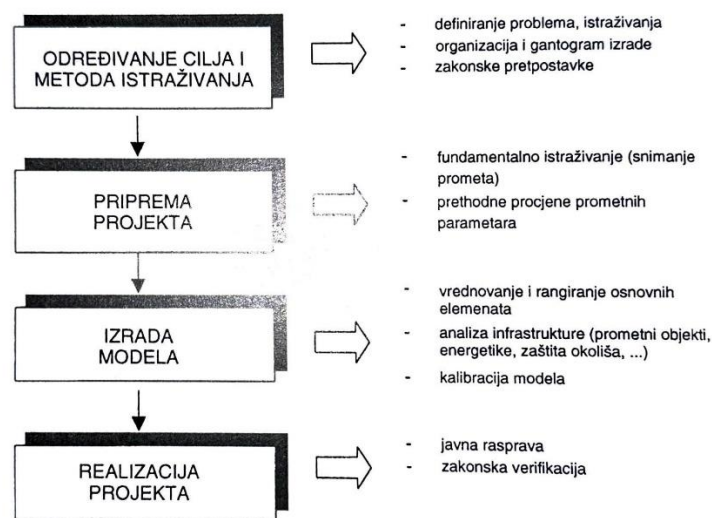 ODREĐIVANJE CILJA I
METODA ISTRAŽIVANJA
- definiranje problema, istraživanja
- organizacija i gantogram izrade
- zakonske pretpostavke
PRIPREMA
PROJEKTA
- fundamentalno istraživanje (snimanje
prometa)
- prethodne procjene prometnih
parametara
IZRADA
MODELA
- vrednovanje i rangiranje osnovnih
elemenata
- analiza infrastrukture (prometni objekti,
energetike, zaštita okoliša, ...)
- kalibracija modela
REALIZACIJA
PROJEKTA
- javna rasprava
- zakonska verifikacija